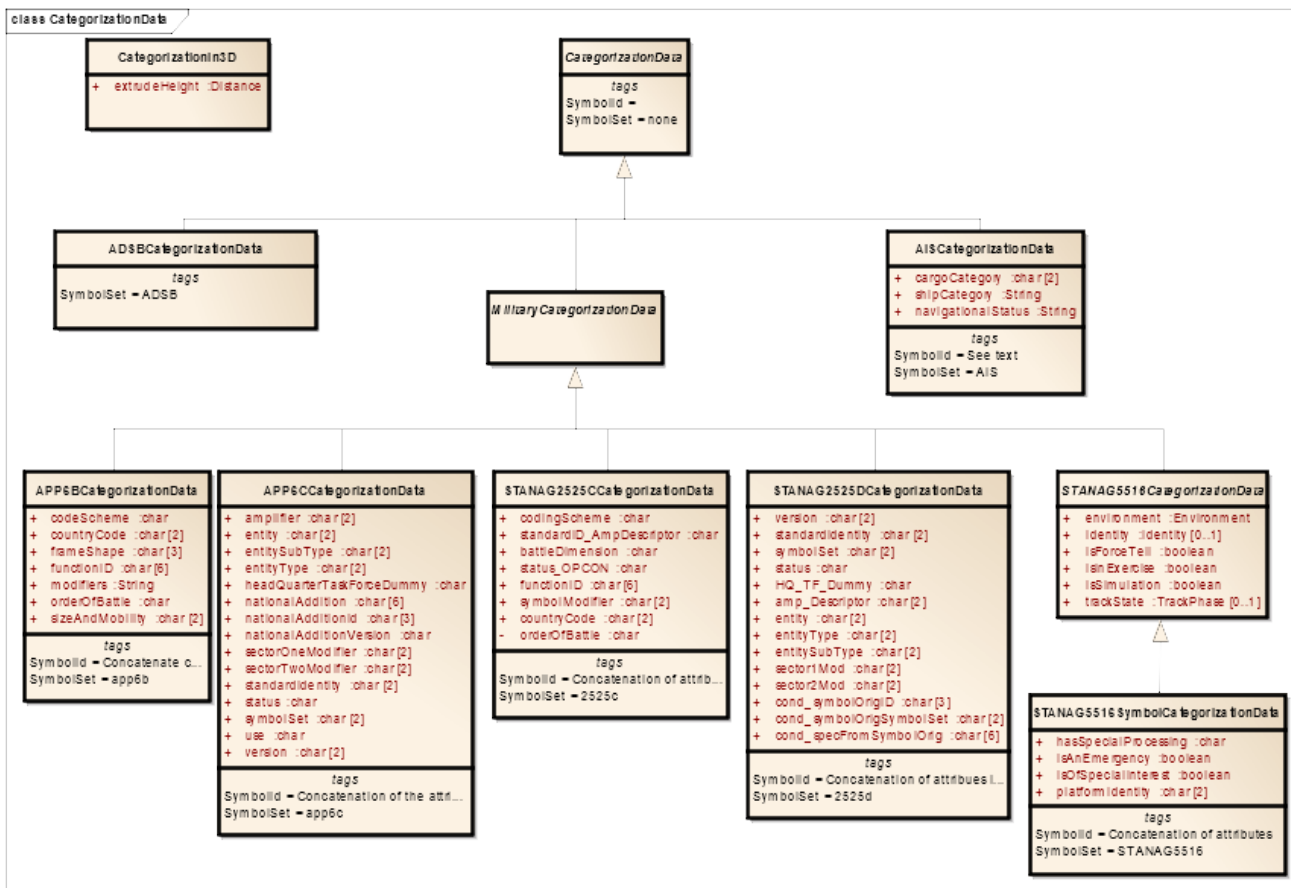 class CategorizationData
CategorizationIn3D
+ extrudeHeight :Distance
CategorizationData
tags
SymbolId =
SymbolSet = none
ADSBCategorizationData
tags
SymbolSet = ADSB
MilitaryCategorizationData
AISCategorizationData
+ cargoCategory :char [2]
+ shipCategory :String
+ navigationalStatus :String
tags
SymbolId = See text
SymbolSet = AIS
APP6BCategorizationData
+ codeScheme :char
+ countryCode :char [2]
+ frameShape :char [3]
+ functionID :char [6]
+ modifiers :String
+ orderOfBattle :char
+ sizeAndMobility :char [2]
tags
SymbolId = Concatenate c...
SymbolSet = app6b
APP6CCategorizationData
+ amplifier :char [2]
+ entity :char [2]
+ entitySubType :char [2]
+ entityType :char [2]
+ headQuarterTaskForceDummy :char
+ nationalAddition :char [6]
+ nationalAdditionId :char [3]
+ nationalAdditionVersion :char
+ sectorOneModifier :char [2]
+ sectorTwoModifier :char [2]
+ standardIdentity :char [2]
+ status :char
+ symbolSet :char [2]
+ use :char
+ version :char [2]
tags
SymbolId = Concatenation of the attri...
SymbolSet = app6c
STANAG2525CCategorizationData
+ codingScheme :char
+ standardID_AmpDescriptor :char
+ battleDimension :char
+ status_OPCON :char
+ functionID :char [6]
+ symbolModifier :char [2]
+ countryCode :char [2]
- orderOfBattle :char
tags
SymbolId = Concatenation of attrib...
SymbolSet = 2525c
STANAG2525DCategorizationData
+ version :char [2]
+ standardIdentity :char [2]
+ symbolSet :char [2]
+ status :char
+ HQ_TF_Dummy :char
+ amp_Descriptor :char [2]
+ entity :char [2]
+ entityType :char [2]
+ entitySubType :char [2]
+ sector1Mod :char [2]
+ sector2Mod :char [2]
+ cond_symbolOrigID :char [3]
+ cond_symbolOrigSymbolSet :char [2]
+ cond_specFromSymbolOrig :char [6]
tags
SymbolId = Concatenation of attribues i...
SymbolSet = 2525d
STANAG5516CategorizationData
+ environment :Environment
+ identity :Identity [0..1]
+ isForceTell :boolean
+ isInExercise :boolean
+ isSimulation :boolean
+ trackState :TrackPhase [0..1]
STANAG5516SymbolCategorizationData
+ hasSpecialProcessing :char
+ isAnEmergency :boolean
+ isOfSpecialInterest :boolean
+ platformIdentity :char [2]
tags
SymbolId = Concatenation of attributes
SymbolSet = STANAG5516